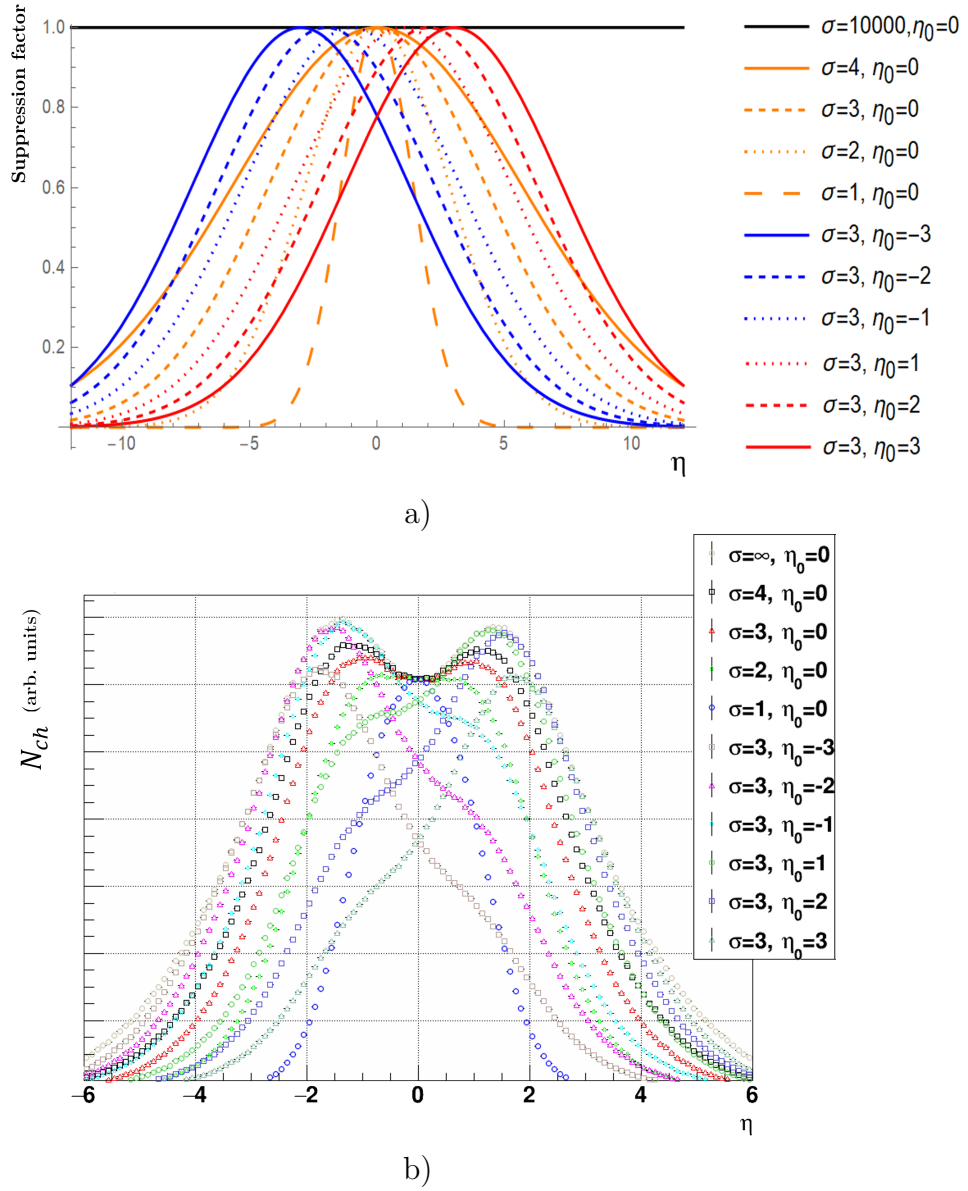 Suppression factor
1.0
0.8
0.6
0.4
0.2
−10
−5
0
5
10
η
σ=10000,η0=0
σ=4, η0=0
σ=3, η0=0
σ=2, η0=0
σ=1, η0=0
σ=3, η0=−3
σ=3, η0=−2
σ=3, η0=−1
σ=3, η0=1
σ=3, η0=2
σ=3, η0=3
a)
σ=∞, η0=0
σ=4, η0=0
σ=3, η0=0
σ=2, η0=0
σ=1, η0=0
σ=3, η0=-3
σ=3, η0=-2
σ=3, η0=-1
σ=3, η0=1
σ=3, η0=2
σ=3, η0=3
Nch (arb. units)
−6
−4
−2
0
2
4
6
η
b)